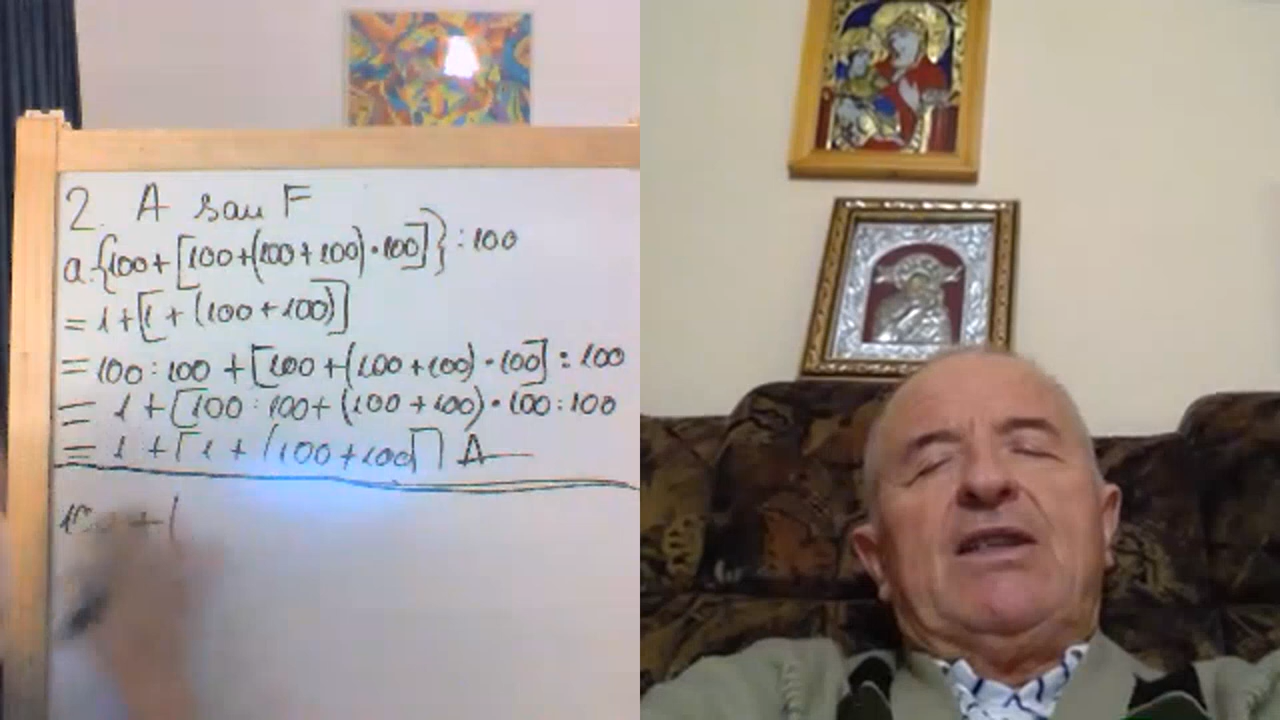 2. A sau F
a. {100+[100+(100+100)•100]}:100
=1+[1+(100+100)]
=100:100+[100+(100+100)•100]:100
= 1+[100:100+(100+100)•100:100
= 1+[1+(100+100)] A